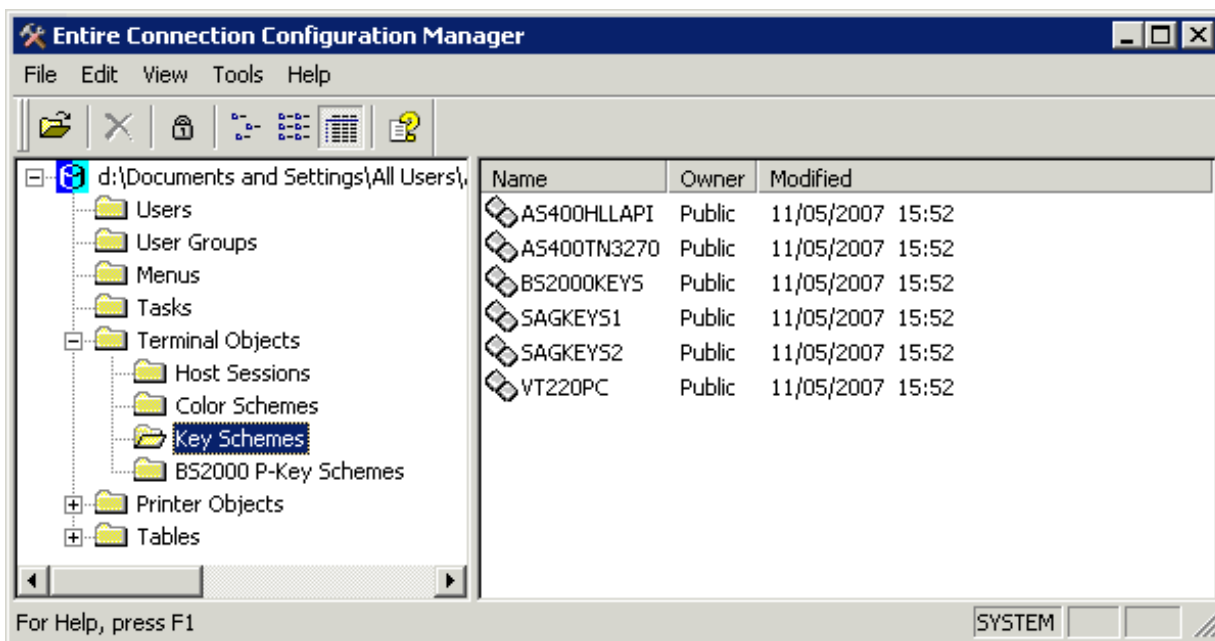 Entire Connection Configuration Manager
File Edit View Tools Help
d:\Documents and Settings\All Users\
Users
User Groups
Menus
Tasks
Terminal Objects
Host Sessions
Color Schemes
Key Schemes
BS2000 P-Key Schemes
Printer Objects
Tables
Name Owner Modified
AS400HLLAPI Public 11/05/2007 15:52
AS400TN3270 Public 11/05/2007 15:52
BS2000KEYS Public 11/05/2007 15:52
SAGKEYS1 Public 11/05/2007 15:52
SAGKEYS2 Public 11/05/2007 15:52
VT220PC Public 11/05/2007 15:52
For Help, press F1
SYSTEM